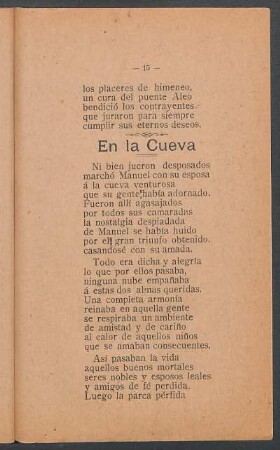 — 15 —
los placeres de himeneo,
un cura del puente Aleo
bendició los contrayentes
que juraron para siempre
cumplir sus eternos deseos.
En la Cueva
Ni bien jueron desposados
marchó Manuel con su esposa
á la cueva venturosa
que su gente había adornado.
Fueron allí agasajados
por todos sus camaradas
la nostalgia despiadada
de Manuel se había huído
por el gran triunfo obtenido.
casandosé con su amada.
Todo era dicha y alegría
lo que por ellos pasaba,
ninguna nube empañaba
á estas dos almas queridas.
Una completa armonía
reinaba en aquella gente
se respiraba un ambiente
de amistad y de cariño
al calor de aquellos niños
que se amaban consecuentes.
Así pasaban la vida
aquellos buenos mortales
seres nobles y esposos leales
y amigos de fé perdida.
Luego la parca pérfida